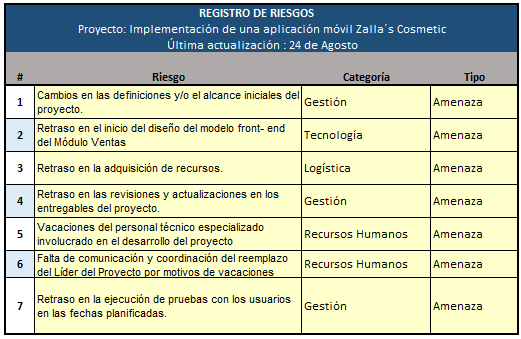 REGISTRO DE RIESGOS
Proyecto: Implementación de una aplicación móvil Zalla´s Cosmetic
Última actualización : 24 de Agosto
# Riesgo Categoría Tipo
1 Cambios en las definiciones y/o el alcance iniciales del proyecto. Gestión Amenaza
2 Retraso en el inicio del diseño del modelo front- end del Módulo Ventas Tecnología Amenaza
3 Retraso en la adquisición de recursos. Logística Amenaza
4 Retraso en las revisiones y actualizaciones en los entregables del proyecto. Gestión Amenaza
5 Vacaciones del personal técnico especializado involucrado en el desarrollo del proyecto Recursos Humanos Amenaza
6 Falta de comunicación y coordinación del reemplazo del Líder del Proyecto por motivos de vacaciones Recursos Humanos Amenaza
7 Retraso en la ejecución de pruebas con los usuarios en las fechas planificadas. Gestión Amenaza